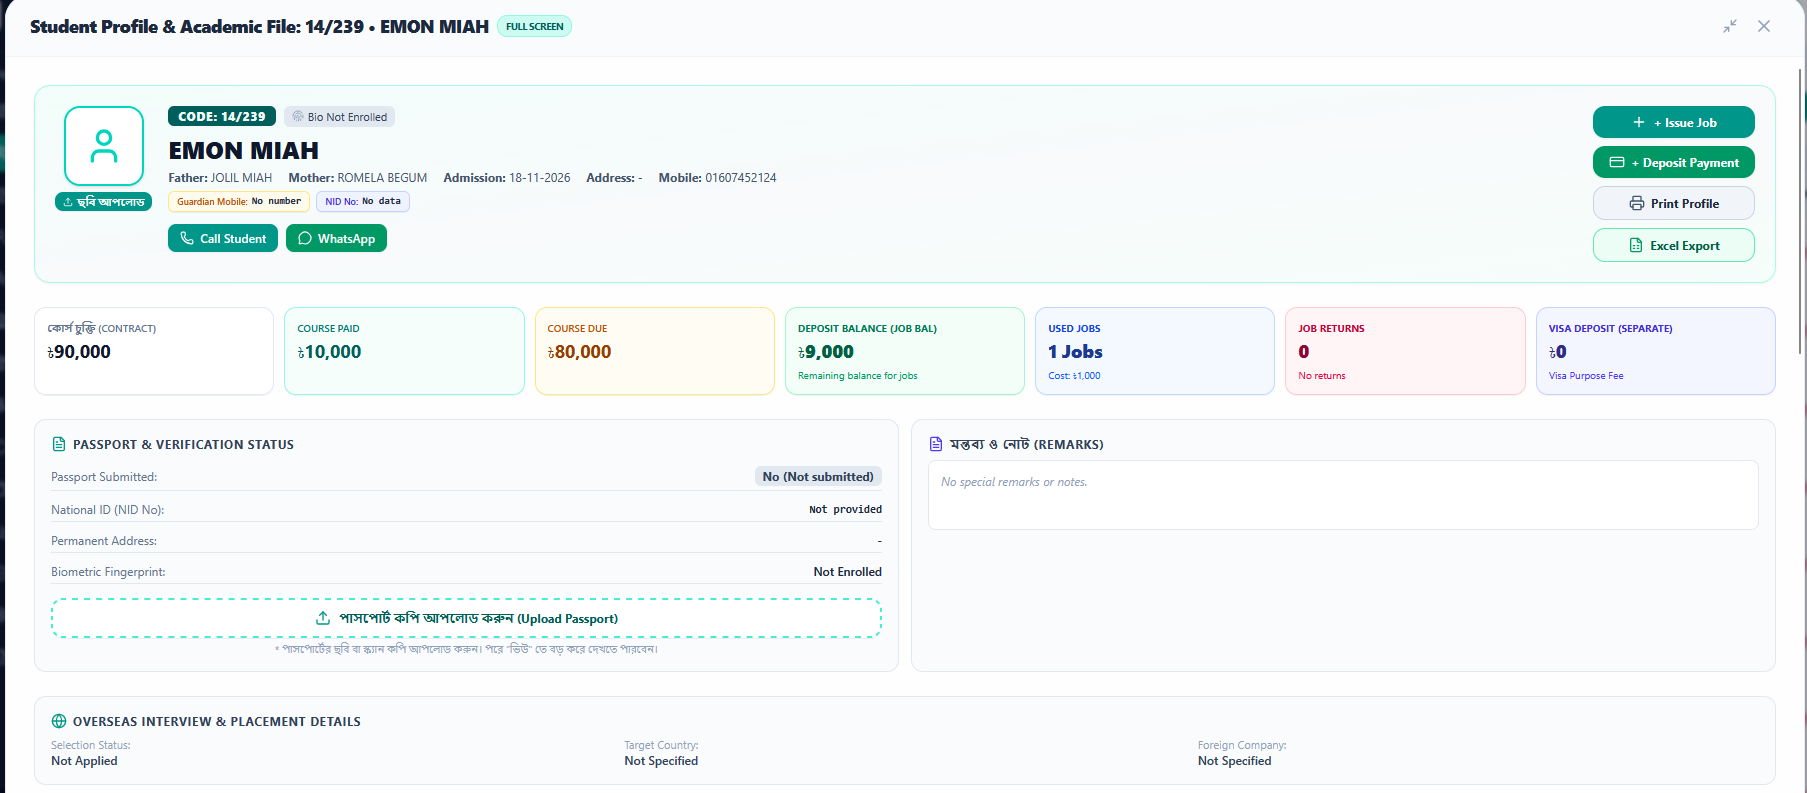 Student Profile & Academic File: 14/239 • EMON MIAH FULL SCREEN
CODE: 14/239 Bio Not Enrolled
EMON MIAH
Father: JOLIL MIAH Mother: ROMELA BEGUM Admission: 18-11-2026 Address: - Mobile: 01607452124
ছবি আপলোড
Guardian Mobile: No number NID No: No data
Call Student WhatsApp
+ + Issue Job
+ Deposit Payment
Print Profile
Excel Export
কোর্স চুক্তি (CONTRACT)
৳90,000
COURSE PAID
৳10,000
COURSE DUE
৳80,000
DEPOSIT BALANCE (JOB BAL)
৳9,000
Remaining balance for jobs
USED JOBS
1 Jobs
Cost: ৳1,000
JOB RETURNS
0
No returns
VISA DEPOSIT (SEPARATE)
৳0
Visa Purpose Fee
PASSPORT & VERIFICATION STATUS
Passport Submitted: No (Not submitted)
National ID (NID No): Not provided
Permanent Address: -
Biometric Fingerprint: Not Enrolled
পাসপোর্ট কপি আপলোড করুন (Upload Passport)
* পাসপোর্টের ছবি বা স্ক্যান কপি আপলোড করুন। পরে "ভিউ" তে বড় করে দেখতে পারবেন।
মন্তব্য ও নোট (REMARKS)
No special remarks or notes.
OVERSEAS INTERVIEW & PLACEMENT DETAILS
Selection Status: Target Country: Foreign Company:
Not Applied Not Specified Not Specified